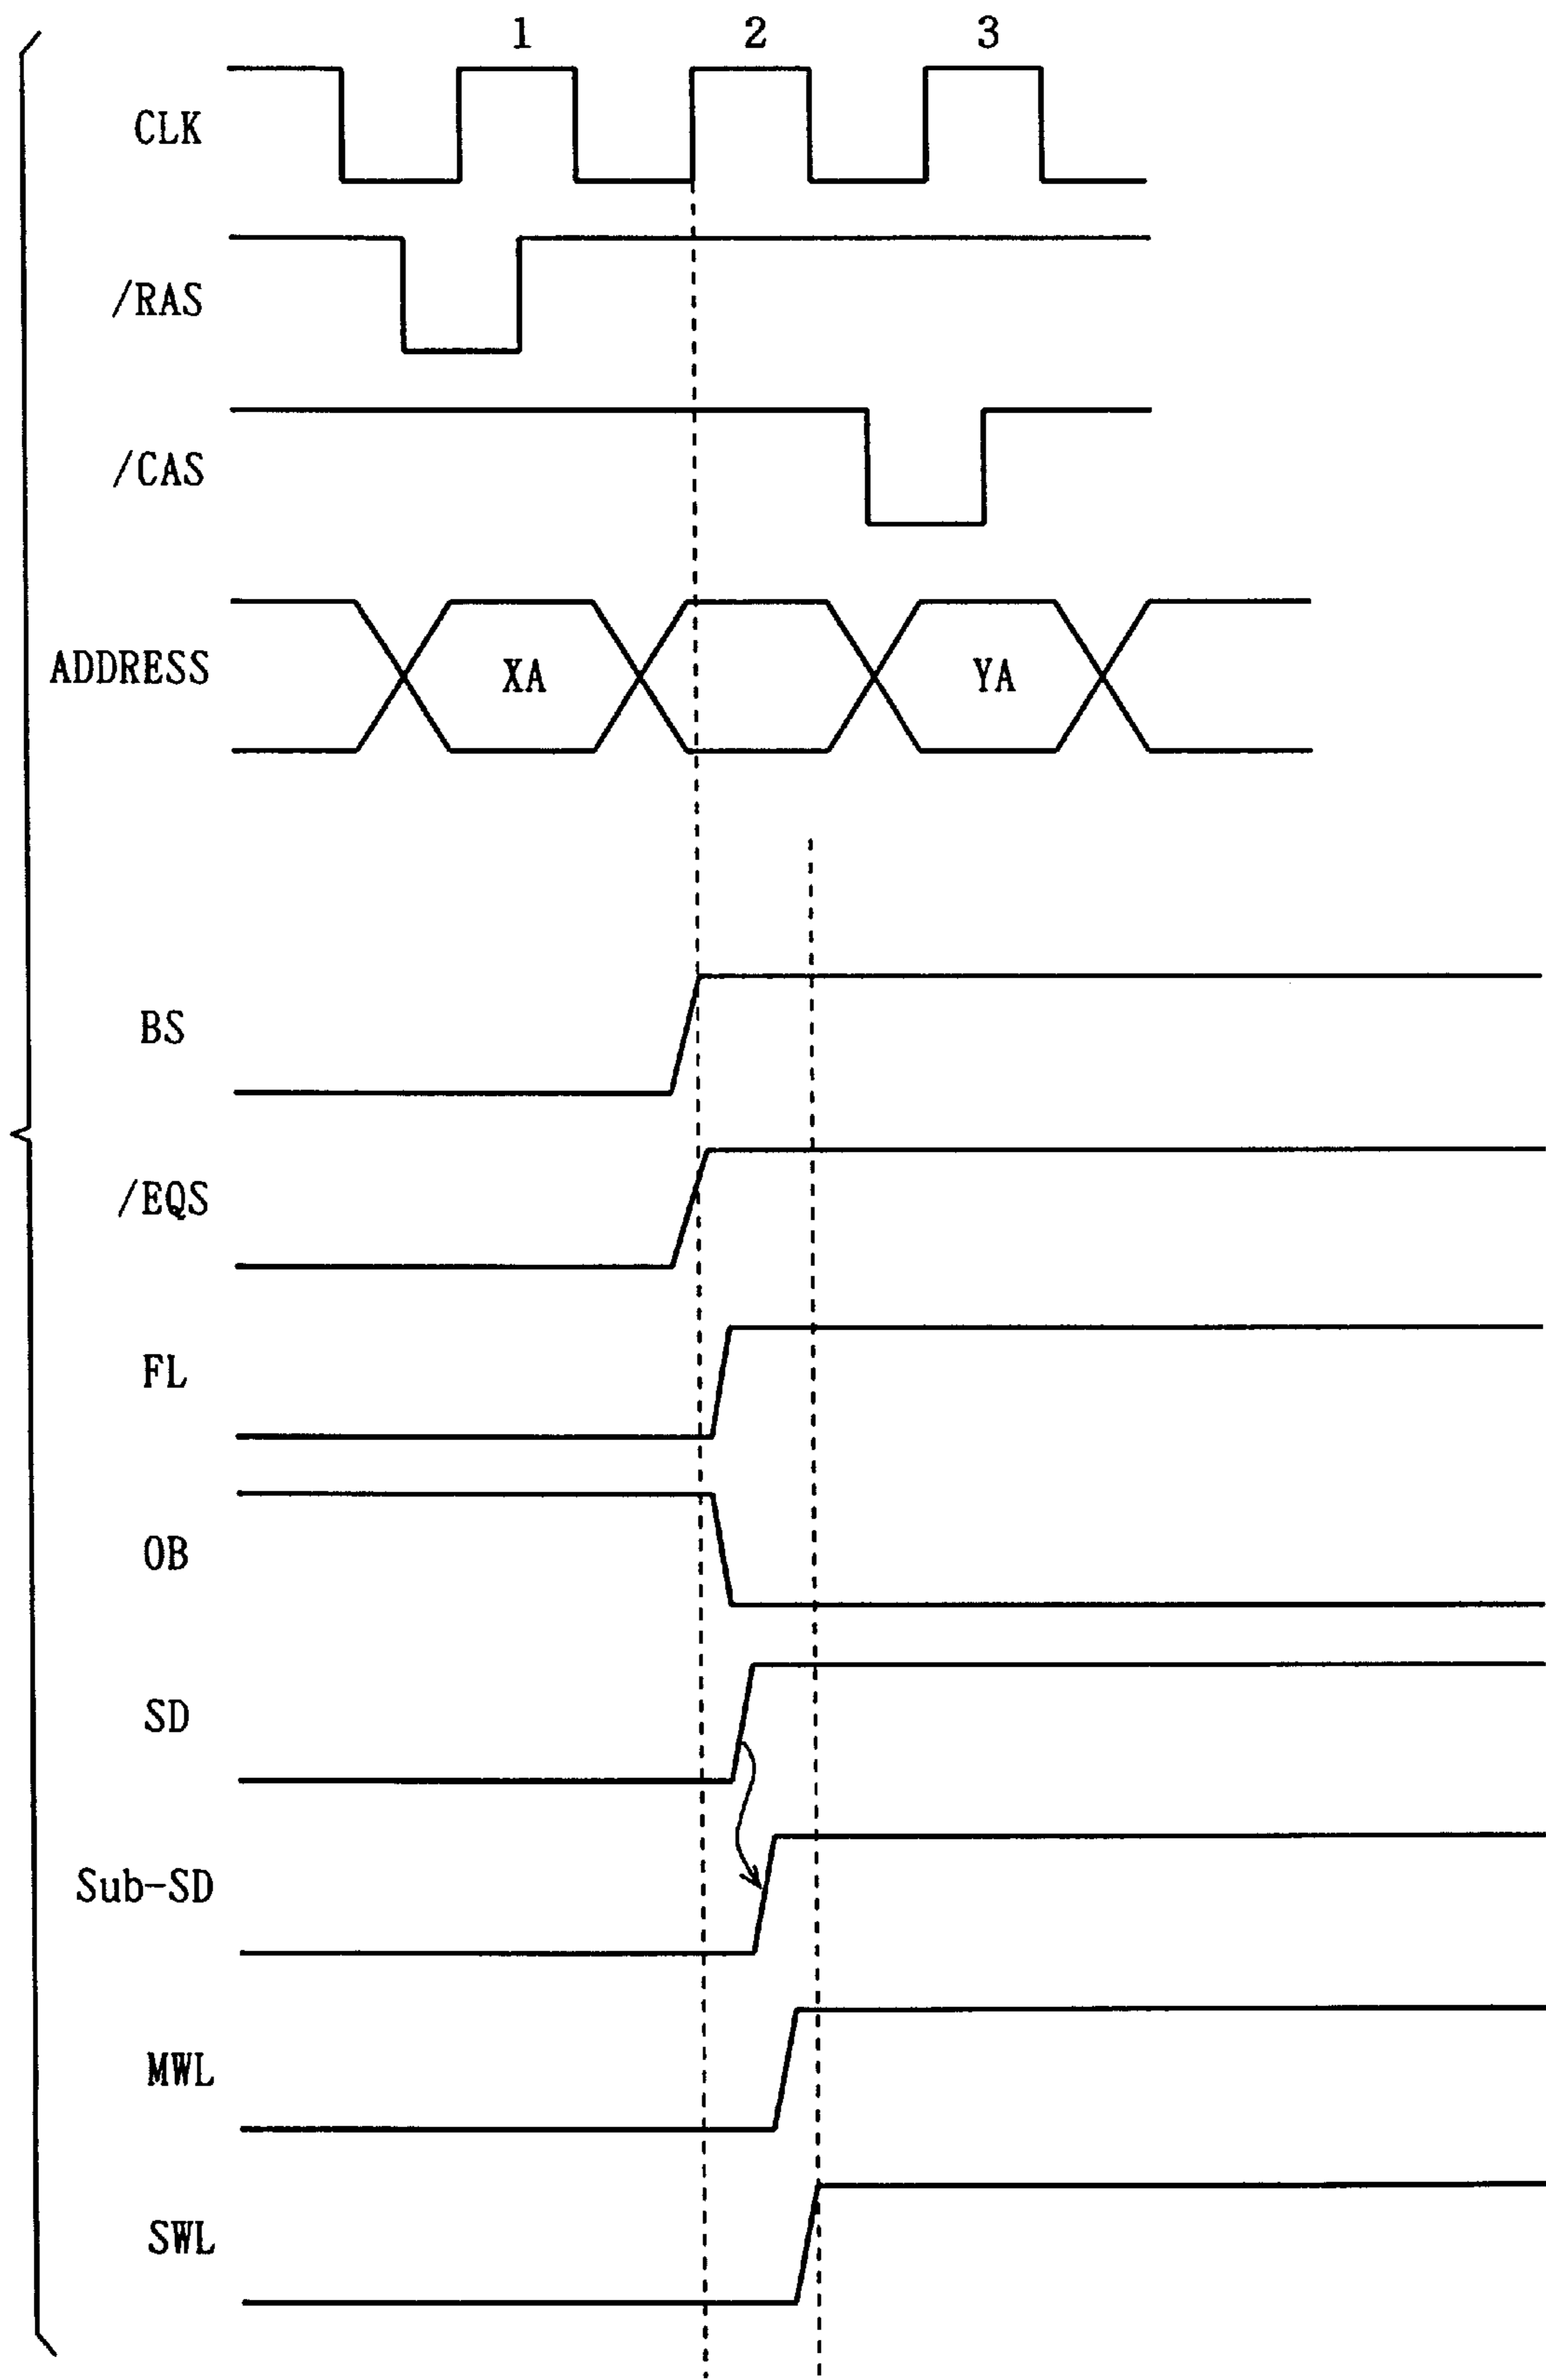 1 2 3
CLK
/RAS
/CAS
ADDRESS XA YA
BS
/EQS
FL
OB
SD
Sub-SD
MWL
SWL